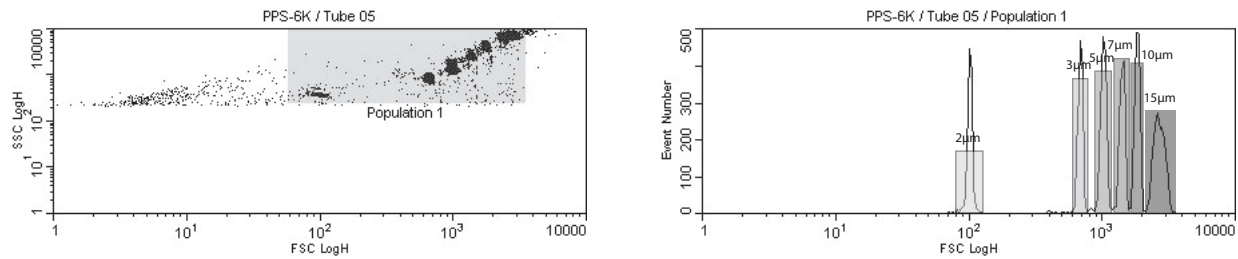 PPS-6K / Tube 05
SSC LogH
10000
10³
10²
10¹
1
Population 1
1
10¹
10²
10³
10000
FSC LogH
PPS-6K / Tube 05 / Population 1
Event Number
500
400
300
200
100
0
2µm
3µm
5µm
7µm
10µm
15µm
1
10¹
10²
10³
10000
FSC LogH